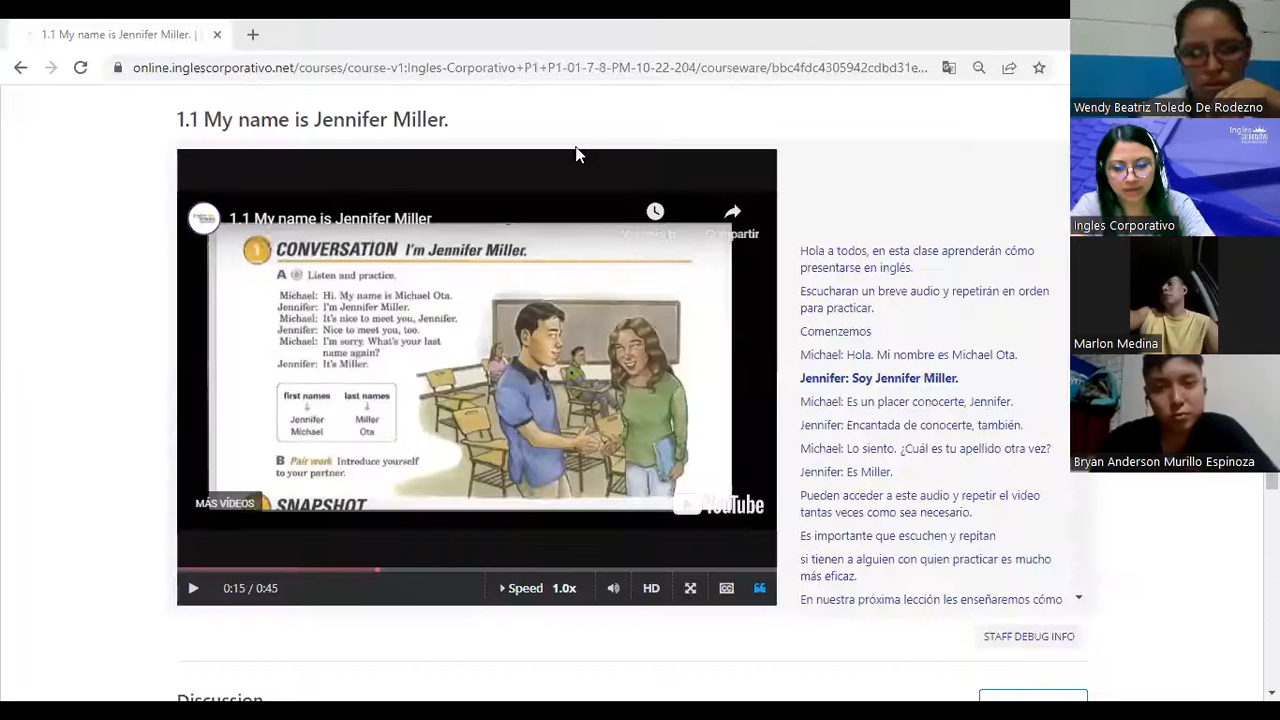 1.1 My name is Jennifer Miller. |
online.inglescorporativo.net/courses/course-v1:Ingles-Corporativo+P1+P1-01-7-8-PM-10-22-204/courseware/bbc4fdc4305942cdbd31e...
1.1 My name is Jennifer Miller.
1.1 My name is Jennifer Miller
Compartir
1 CONVERSATION I'm Jennifer Miller.
A Listen and practice.
Michael: Hi. My name is Michael Ota.
Jennifer: I'm Jennifer Miller.
Michael: It's nice to meet you, Jennifer.
Jennifer: Nice to meet you, too.
Michael: I'm sorry. What's your last
name again?
Jennifer: It's Miller.
first names last names
Jennifer Miller
Michael Ota
B Pair work Introduce yourself
to your partner.
SNAPSHOT
MÁS VÍDEOS
YouTube
0:15 / 0:45
Speed 1.0x
HD
Hola a todos, en esta clase aprenderán cómo
presentarse en inglés.
Escucharan un breve audio y repetirán en orden
para practicar.
Comenzemos
Michael: Hola. Mi nombre es Michael Ota.
Jennifer: Soy Jennifer Miller.
Michael: Es un placer conocerte, Jennifer.
Jennifer: Encantada de conocerte, también.
Michael: Lo siento. ¿Cuál es tu apellido otra vez?
Jennifer: Es Miller.
Pueden acceder a este audio y repetir el video
tantas veces como sea necesario.
Es importante que escuchen y repitan
si tienen a alguien con quien practicar es mucho
más eficaz.
En nuestra próxima lección les enseñaremos cómo
STAFF DEBUG INFO
Discussion
Wendy Beatriz Toledo De Rodezno
Ingles Corporativo
Ingles Corporativo
Marlon Medina
Bryan Anderson Murillo Espinoza